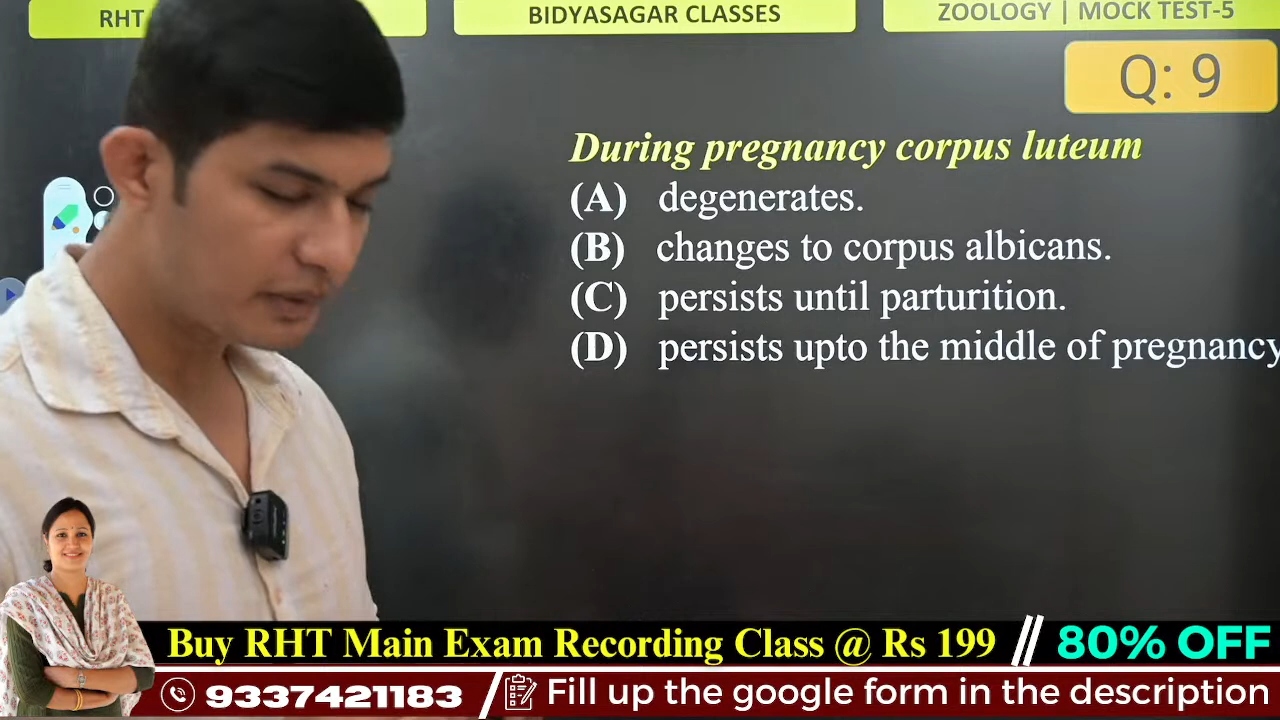 RHT
BIDYASAGAR CLASSES
ZOOLOGY | MOCK TEST-5
Q: 9
During pregnancy corpus luteum
(A) degenerates.
(B) changes to corpus albicans.
(C) persists until parturition.
(D) persists upto the middle of pregnancy
Buy RHT Main Exam Recording Class @ Rs 199 // 80% OFF
9337421183 / Fill up the google form in the description